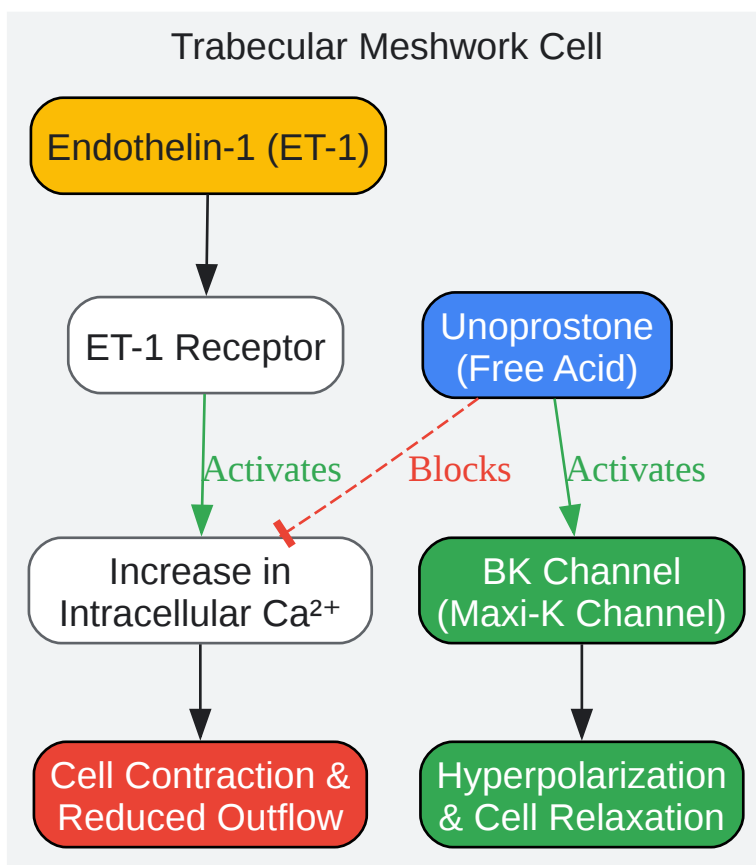 Trabecular Meshwork Cell
Endothelin-1 (ET-1)
ET-1 Receptor
Unoprostone
(Free Acid)
Activates
Blocks
Activates
Increase in
Intracellular Ca²⁺
BK Channel
(Maxi-K Channel)
Cell Contraction &
Reduced Outflow
Hyperpolarization
& Cell Relaxation